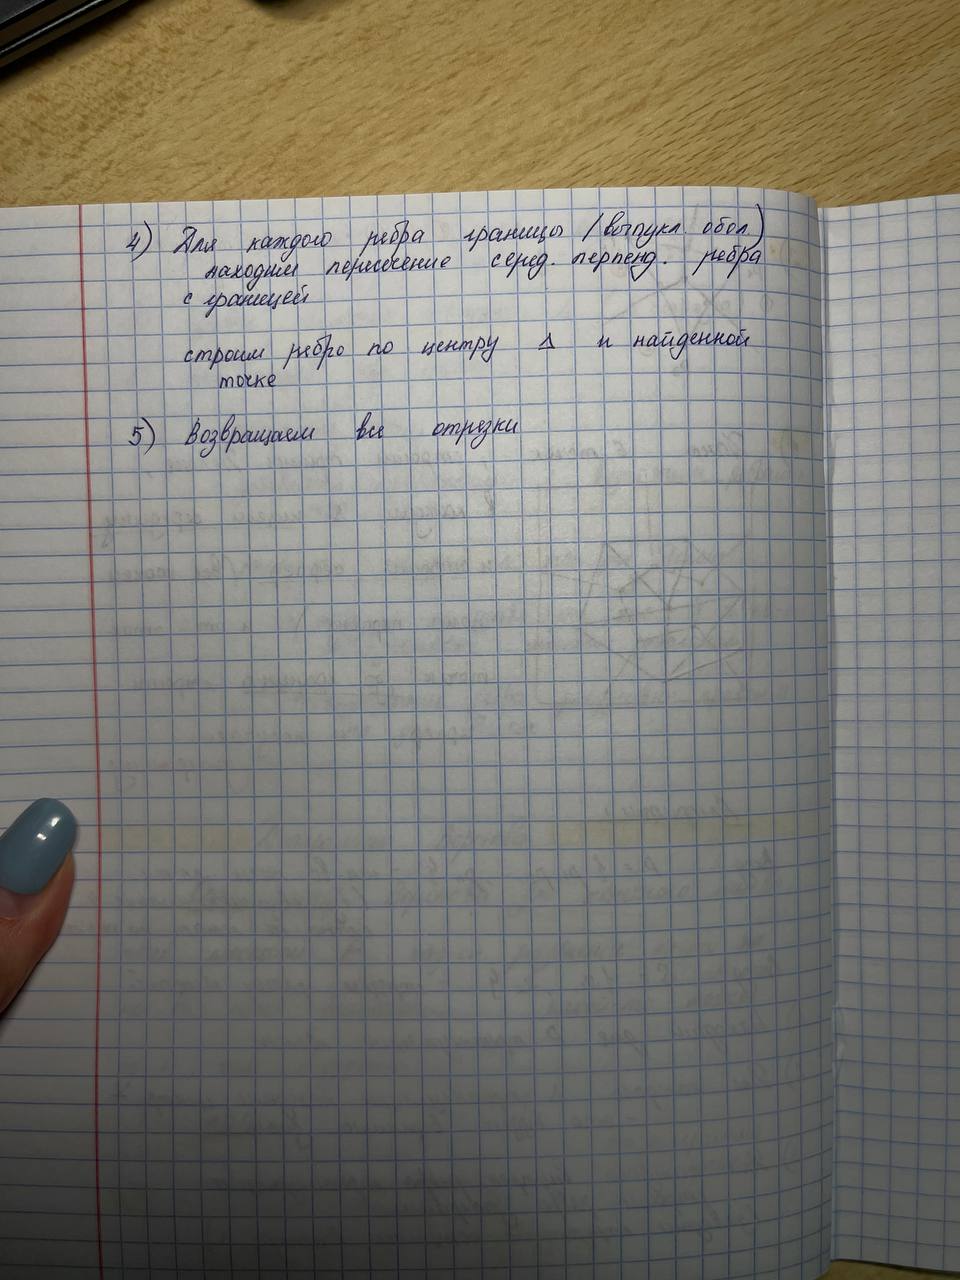 4) Для каждого ребра границы (выпукл. обол.)
находим пересечение серед. перпенд. ребра
с границей
строим ребро по центру Δ и найденной
точке
5) Возвращаем все отрезки